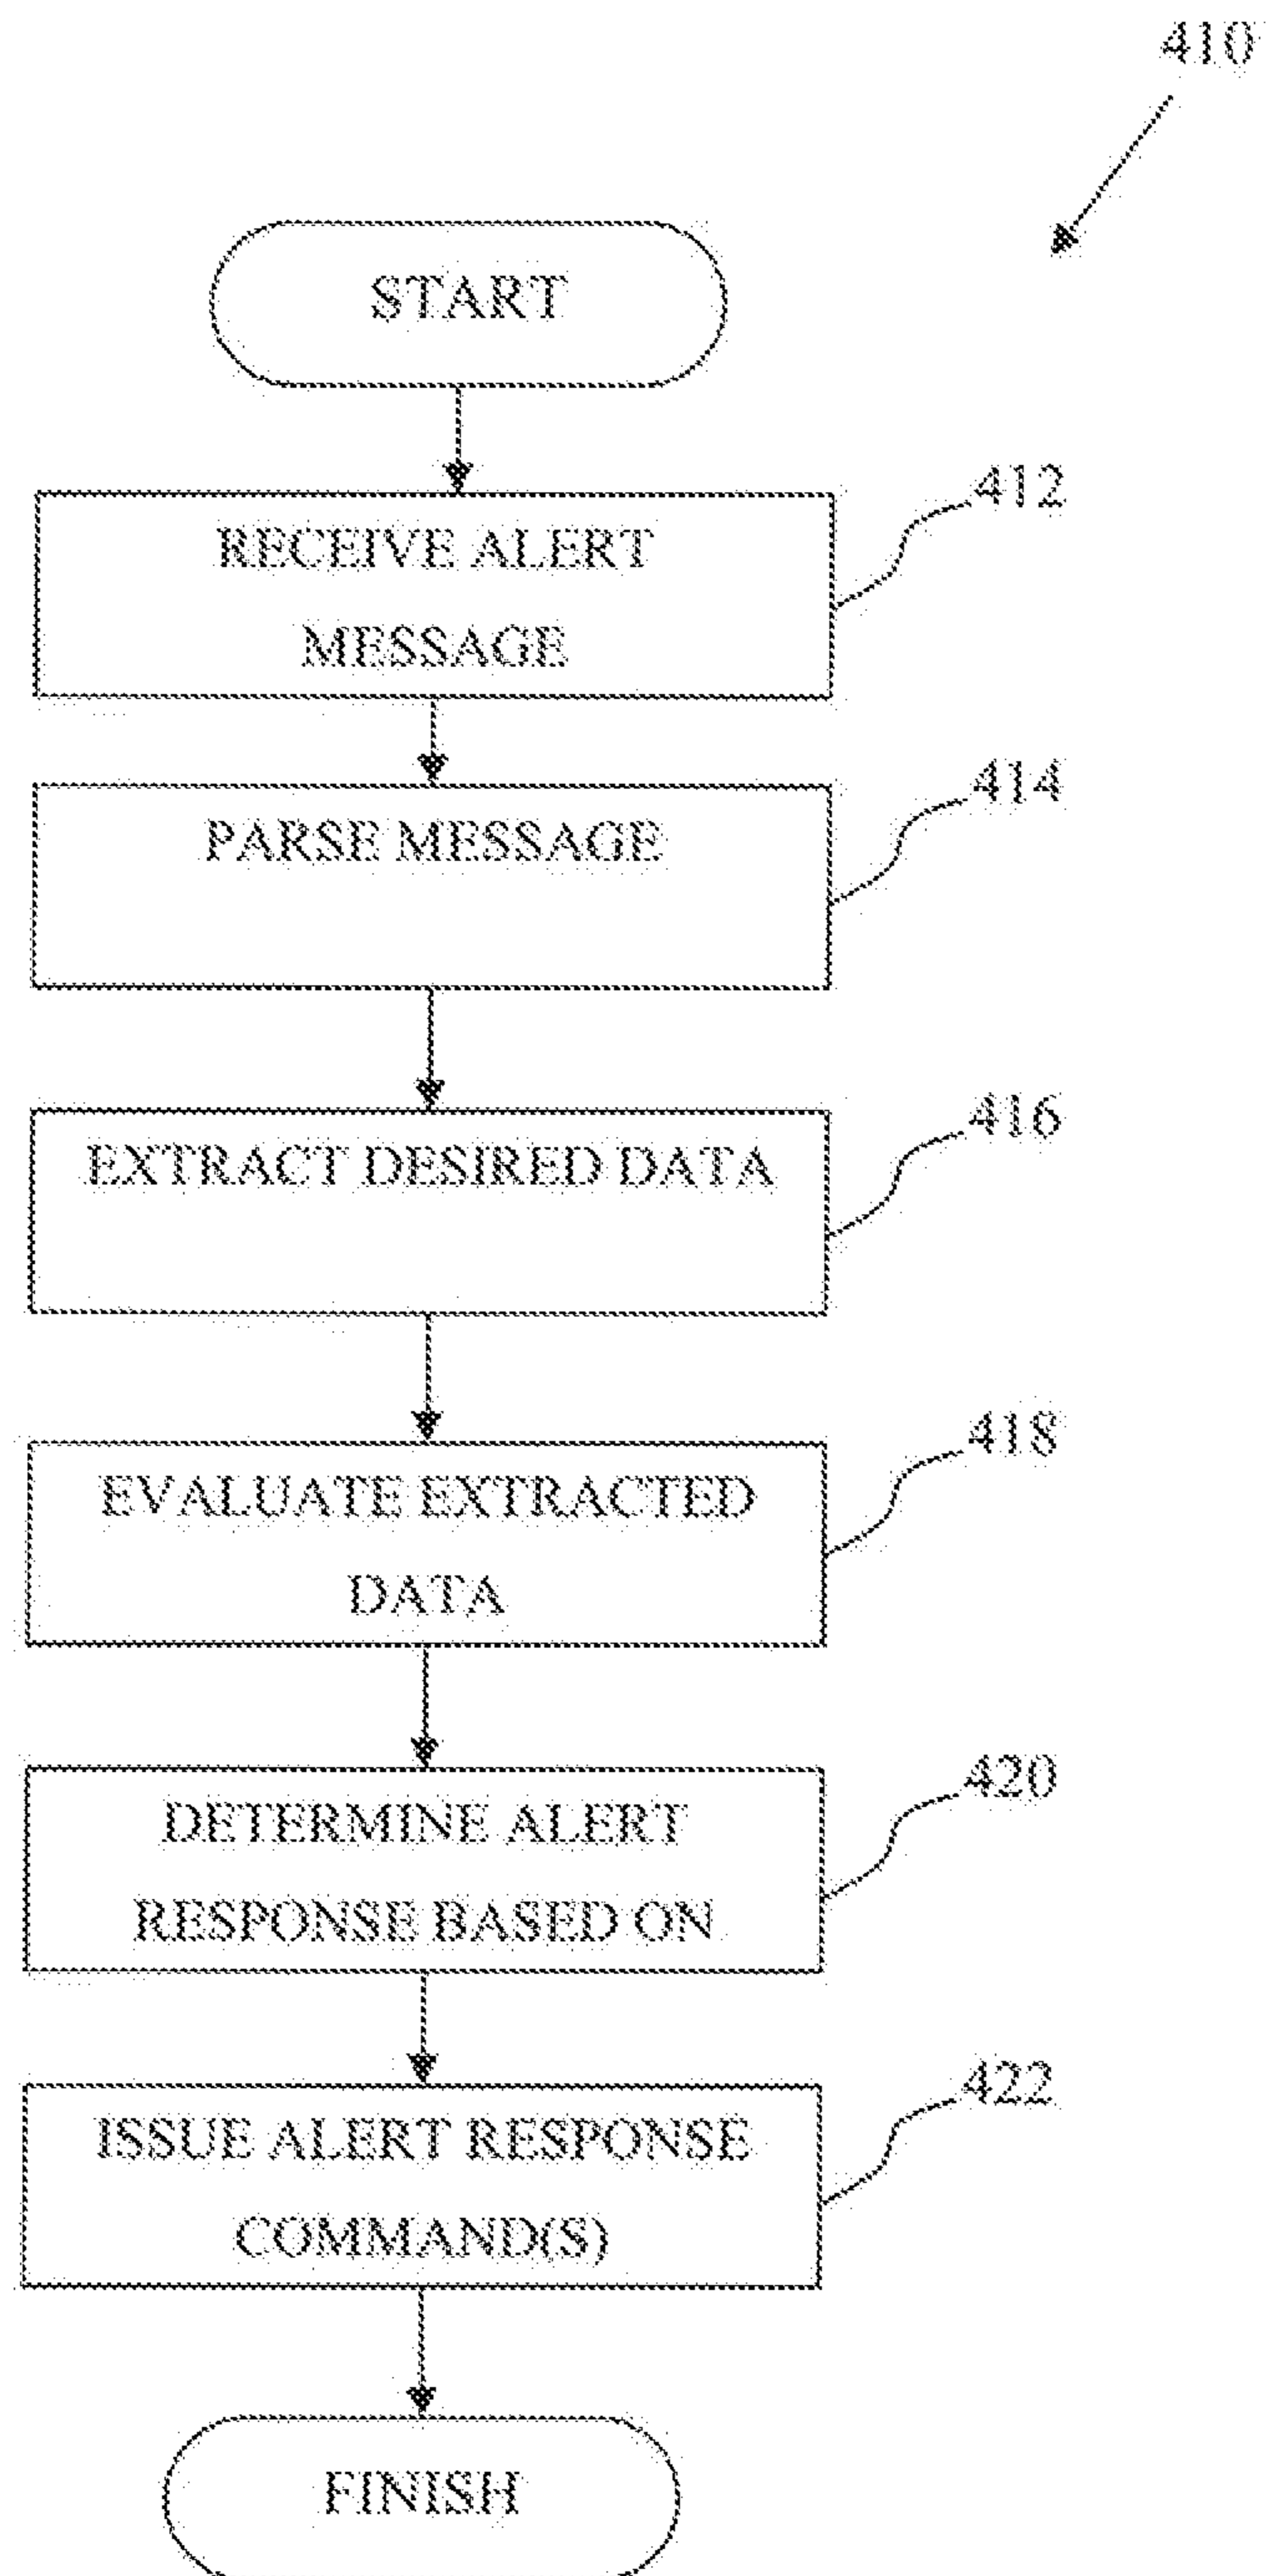 410
START
412
RECEIVE ALERT
MESSAGE
414
PARSE MESSAGE
416
EXTRACT DESIRED DATA
418
EVALUATE EXTRACTED
DATA
420
DETERMINE ALERT
RESPONSE BASED ON
422
ISSUE ALERT RESPONSE
COMMAND(S)
FINISH